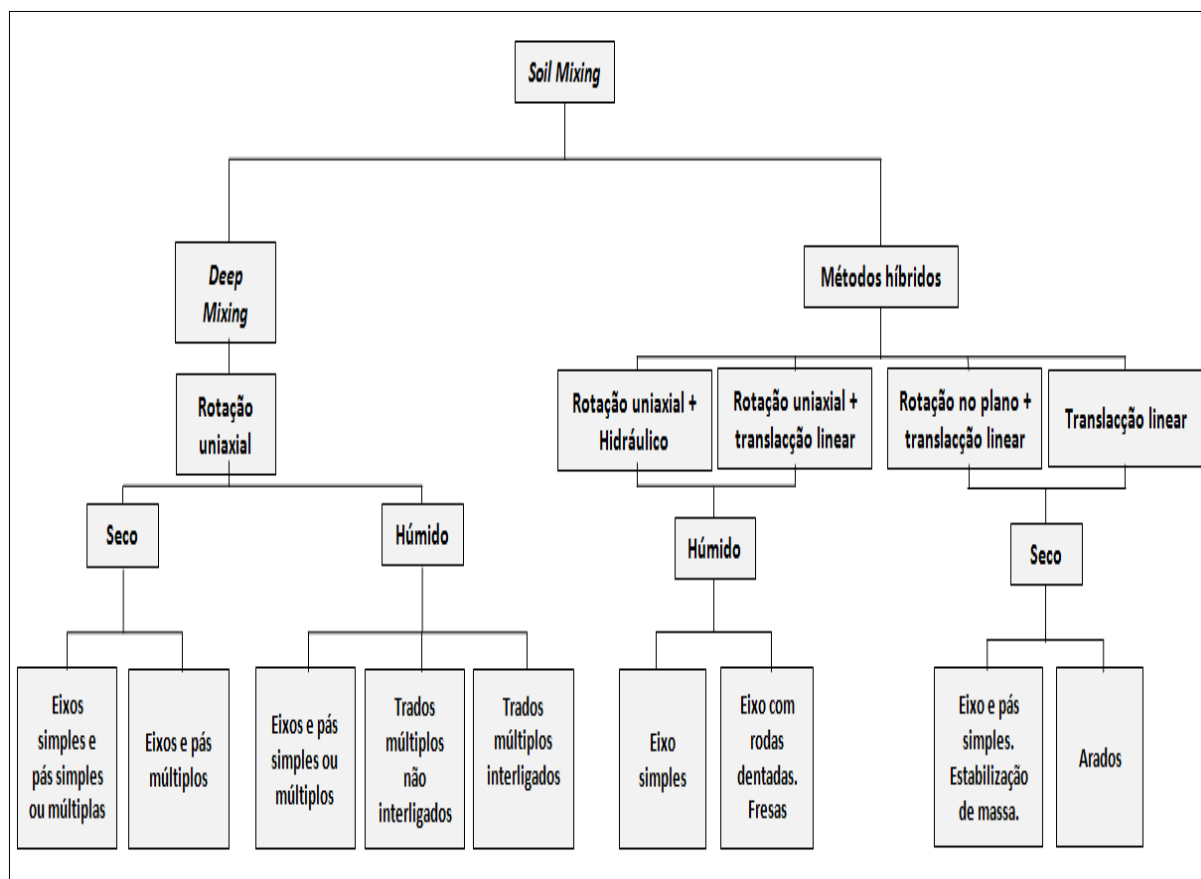 Soil Mixing
Deep
Mixing
Métodos híbridos
Rotação
uniaxial
Rotação uniaxial +
Hidráulico
Rotação uniaxial +
translacção linear
Rotação no plano +
translacção linear
Translacção linear
Seco
Húmido
Húmido
Seco
Eixos
simples e
pás simples
ou múltiplas
Eixos e pás
múltiplos
Eixos e pás
simples ou
múltiplos
Trados
múltiplos
não
interligados
Trados
múltiplos
interligados
Eixo
simples
Eixo com
rodas
dentadas.
Fresas
Eixo e pás
simples.
Estabilização
de massa.
Arados